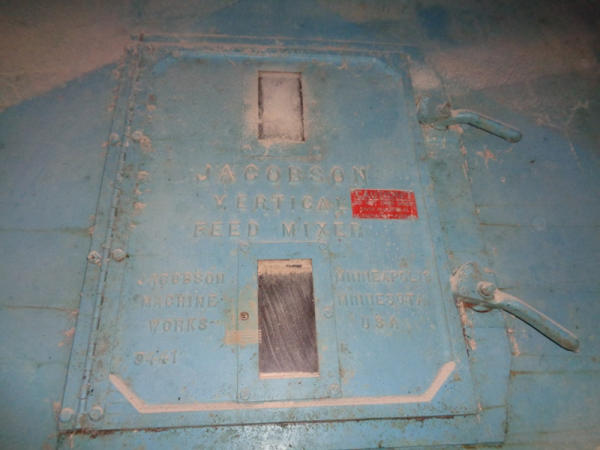 JACOBSON
VERTICAL
FEED MIXER
JACOBSON
MACHINE
WORKS
MINNEAPOLIS
MINNESOTA
USA